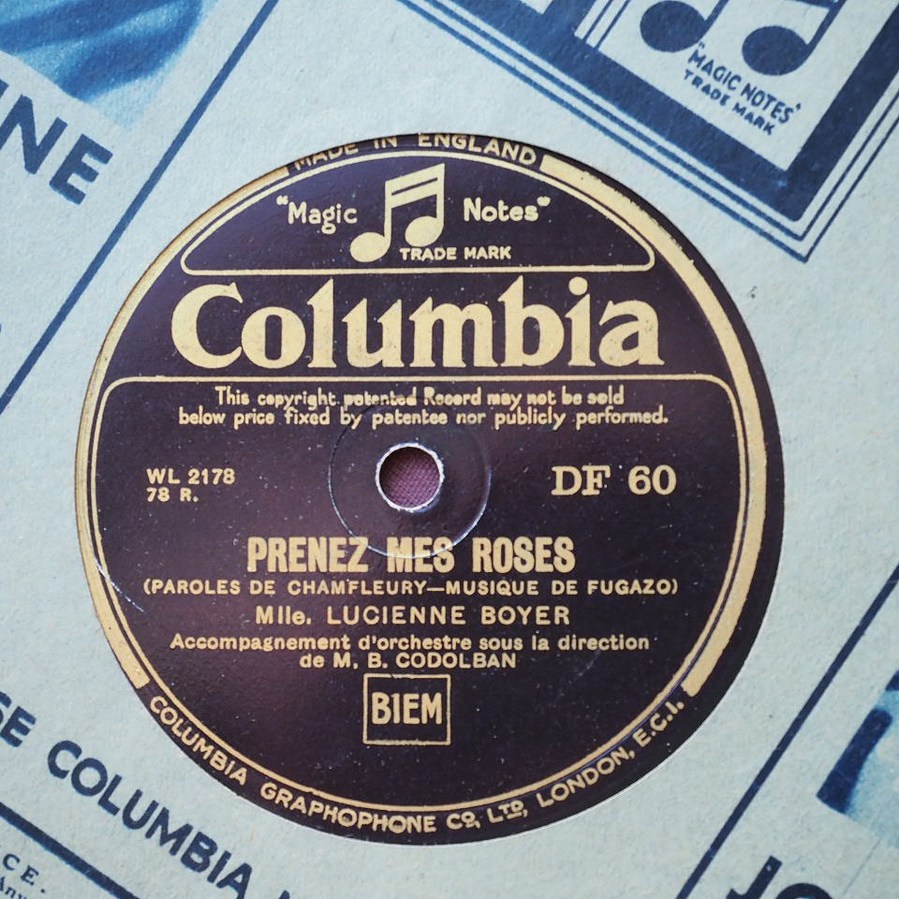 "MAGIC NOTES"
TRADE MARK
MADE IN ENGLAND
"Magic Notes"
TRADE MARK
Columbia
This copyright patented Record may not be sold
below price fixed by patentee nor publicly performed.
WL 2178
78 R.
DF 60
PRENEZ MES ROSES
(PAROLES DE CHAMFLEURY—MUSIQUE DE FUGAZO)
Mlle. LUCIENNE BOYER
Accompagnement d'orchestre sous la direction
de M. B. CODOLBAN
BIEM
COLUMBIA GRAPHOPHONE CO. LTD, LONDON, E.C.I.
COLUMBIA